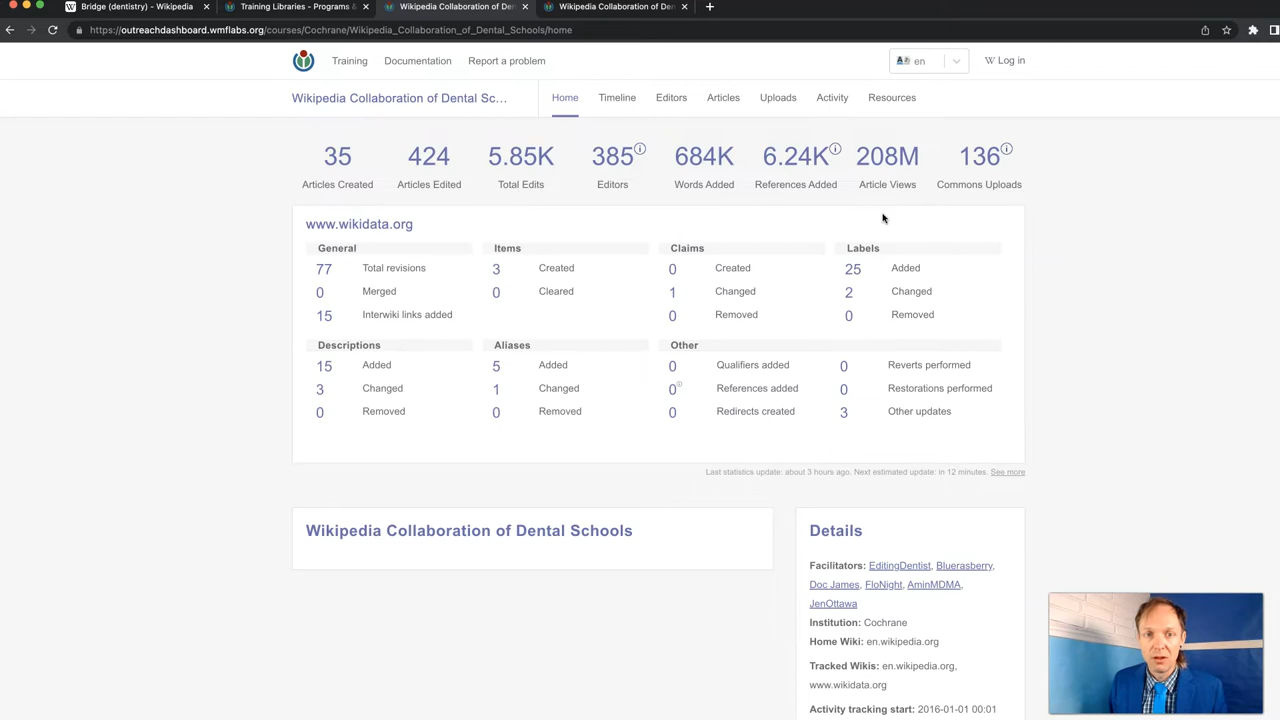 Bridge (dentistry) - Wikipedia
Training Libraries - Programs &
Wikipedia Collaboration of Den
Wikipedia Collaboration of Den
https://outreachdashboard.wmflabs.org/courses/Cochrane/Wikipedia_Collaboration_of_Dental_Schools/home
Training Documentation Report a problem
en
Log in
Wikipedia Collaboration of Dental Sc...
Home Timeline Editors Articles Uploads Activity Resources
35 424 5.85K 385 684K 6.24K 208M 136
Articles Created Articles Edited Total Edits Editors Words Added References Added Article Views Commons Uploads
www.wikidata.org
General Items Claims Labels
77 Total revisions 3 Created 0 Created 25 Added
0 Merged 0 Cleared 1 Changed 2 Changed
15 Interwiki links added 0 Removed 0 Removed
Descriptions Aliases Other
15 Added 5 Added 0 Qualifiers added 0 Reverts performed
3 Changed 1 Changed 0 References added 0 Restorations performed
0 Removed 0 Removed 0 Redirects created 3 Other updates
Last statistics update: about 3 hours ago. Next estimated update: in 12 minutes. See more
Wikipedia Collaboration of Dental Schools
Details
Facilitators: EditingDentist, Bluerasberry,
Doc James, FloNight, AminMDMA,
JenOttawa
Institution: Cochrane
Home Wiki: en.wikipedia.org
Tracked Wikis: en.wikipedia.org,
www.wikidata.org
Activity tracking start: 2016-01-01 00:01